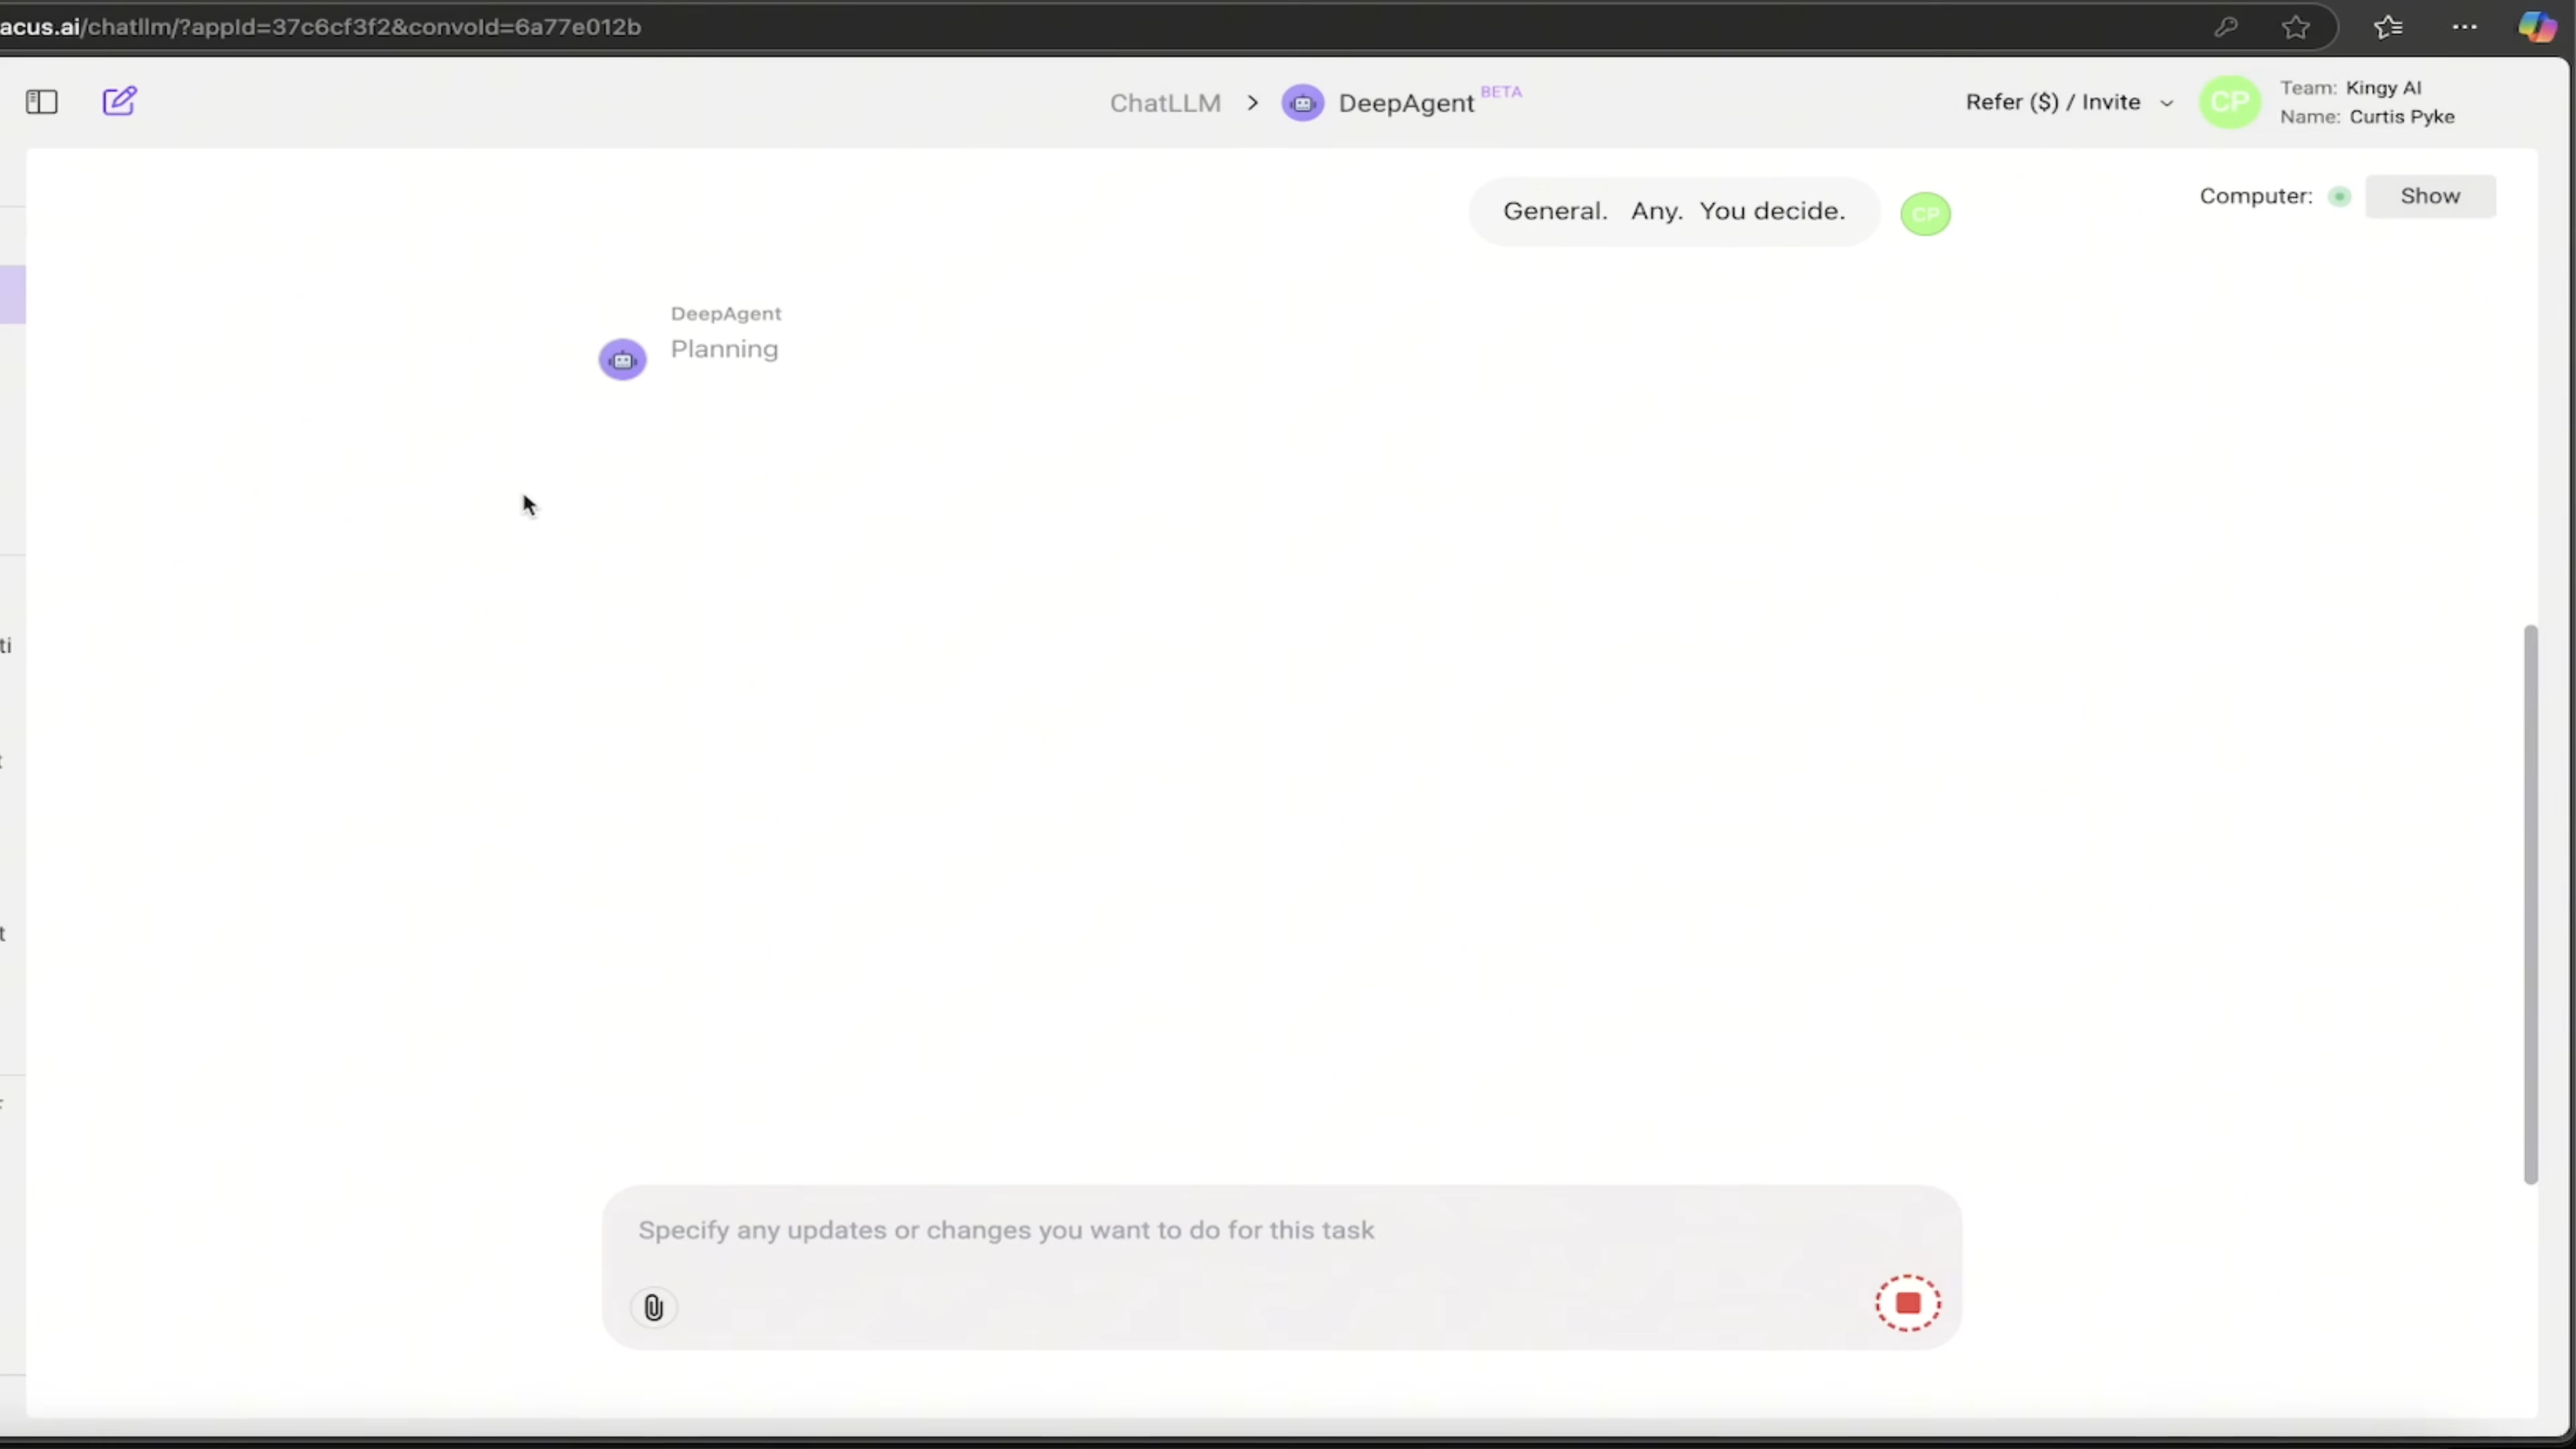 acus.ai/chatllm/?appId=37c6cf3f2&convoId=6a77e012b
ChatLLM > DeepAgent BETA
Refer ($) / Invite
CP
Team: Kingy AI
Name: Curtis Pyke
General. Any. You decide.
CP
Computer:
Show
DeepAgent
Planning
ti
t
t
Specify any updates or changes you want to do for this task